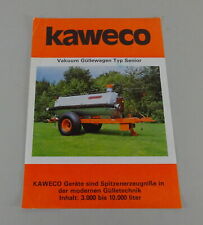 kaweco
Vakuum Güllewagen Typ Senior
KAWECO Geräte sind Spitzenerzeugniße in
der modernen Gülletechnik
Inhalt: 3.000 bis 10.000 liter